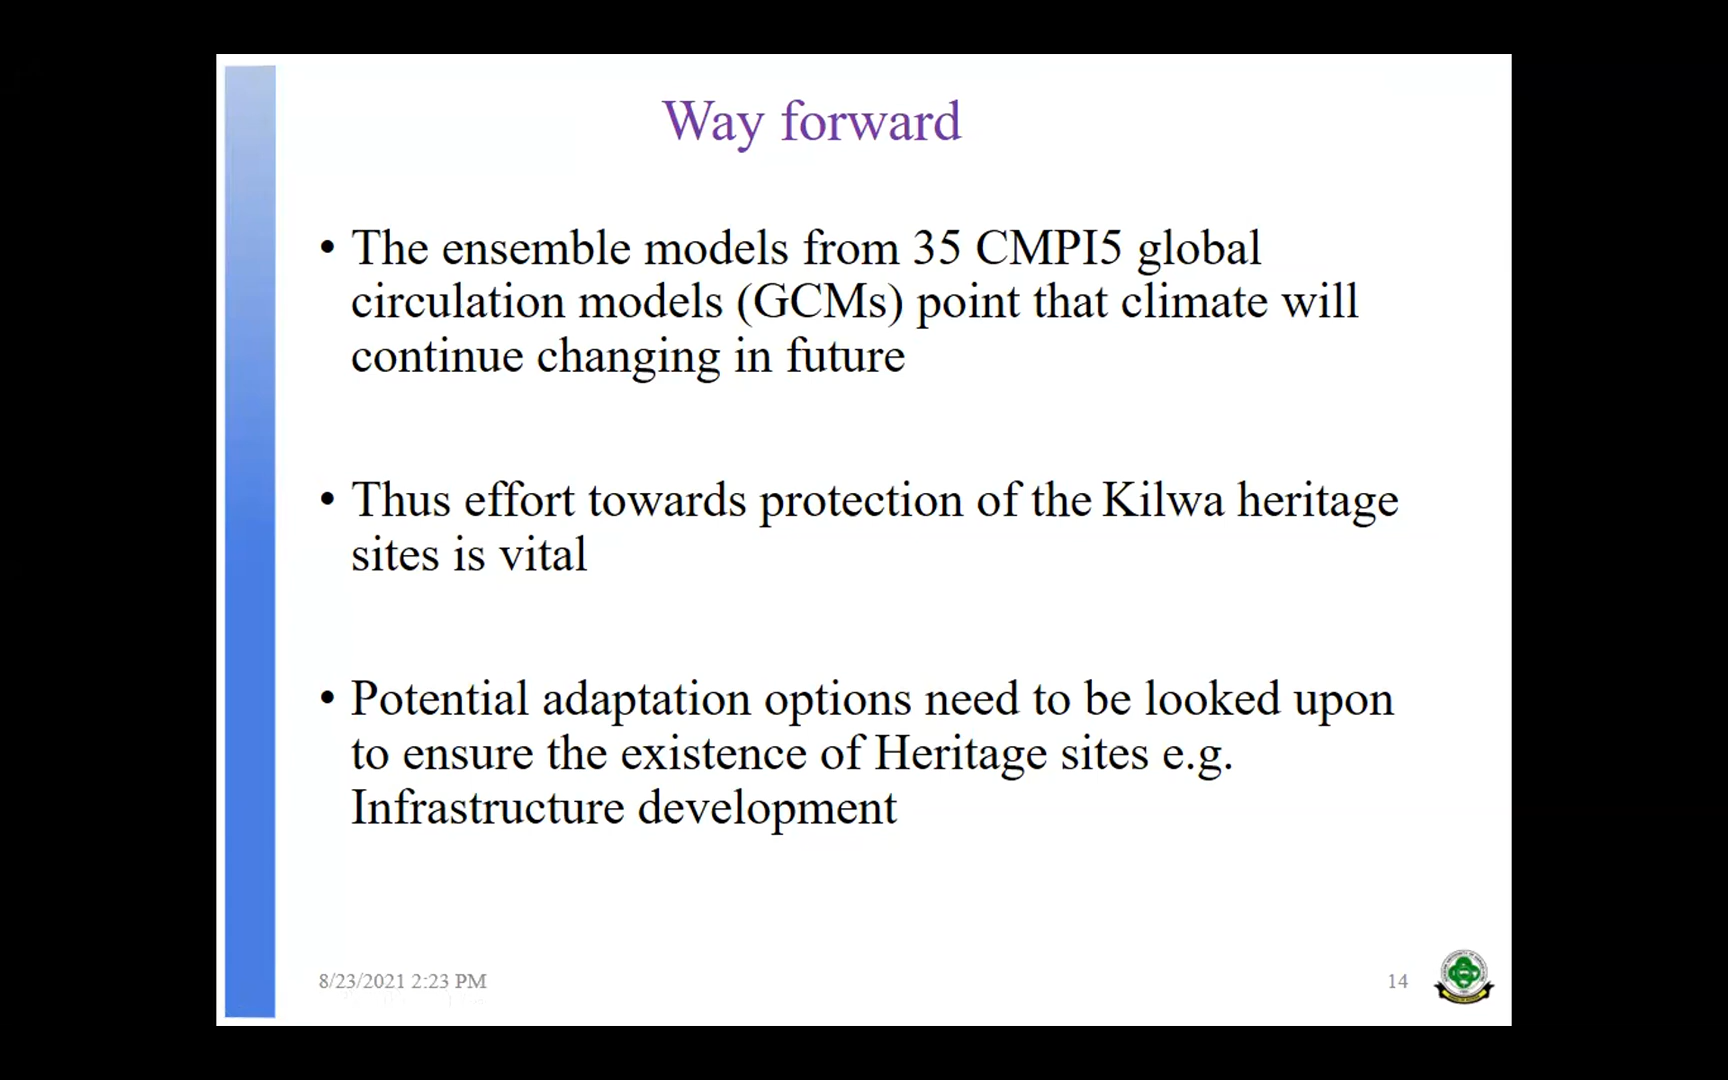 Way forward
• The ensemble models from 35 CMPI5 global
circulation models (GCMs) point that climate will
continue changing in future
• Thus effort towards protection of the Kilwa heritage
sites is vital
• Potential adaptation options need to be looked upon
to ensure the existence of Heritage sites e.g.
Infrastructure development
8/23/2021 2:23 PM
14